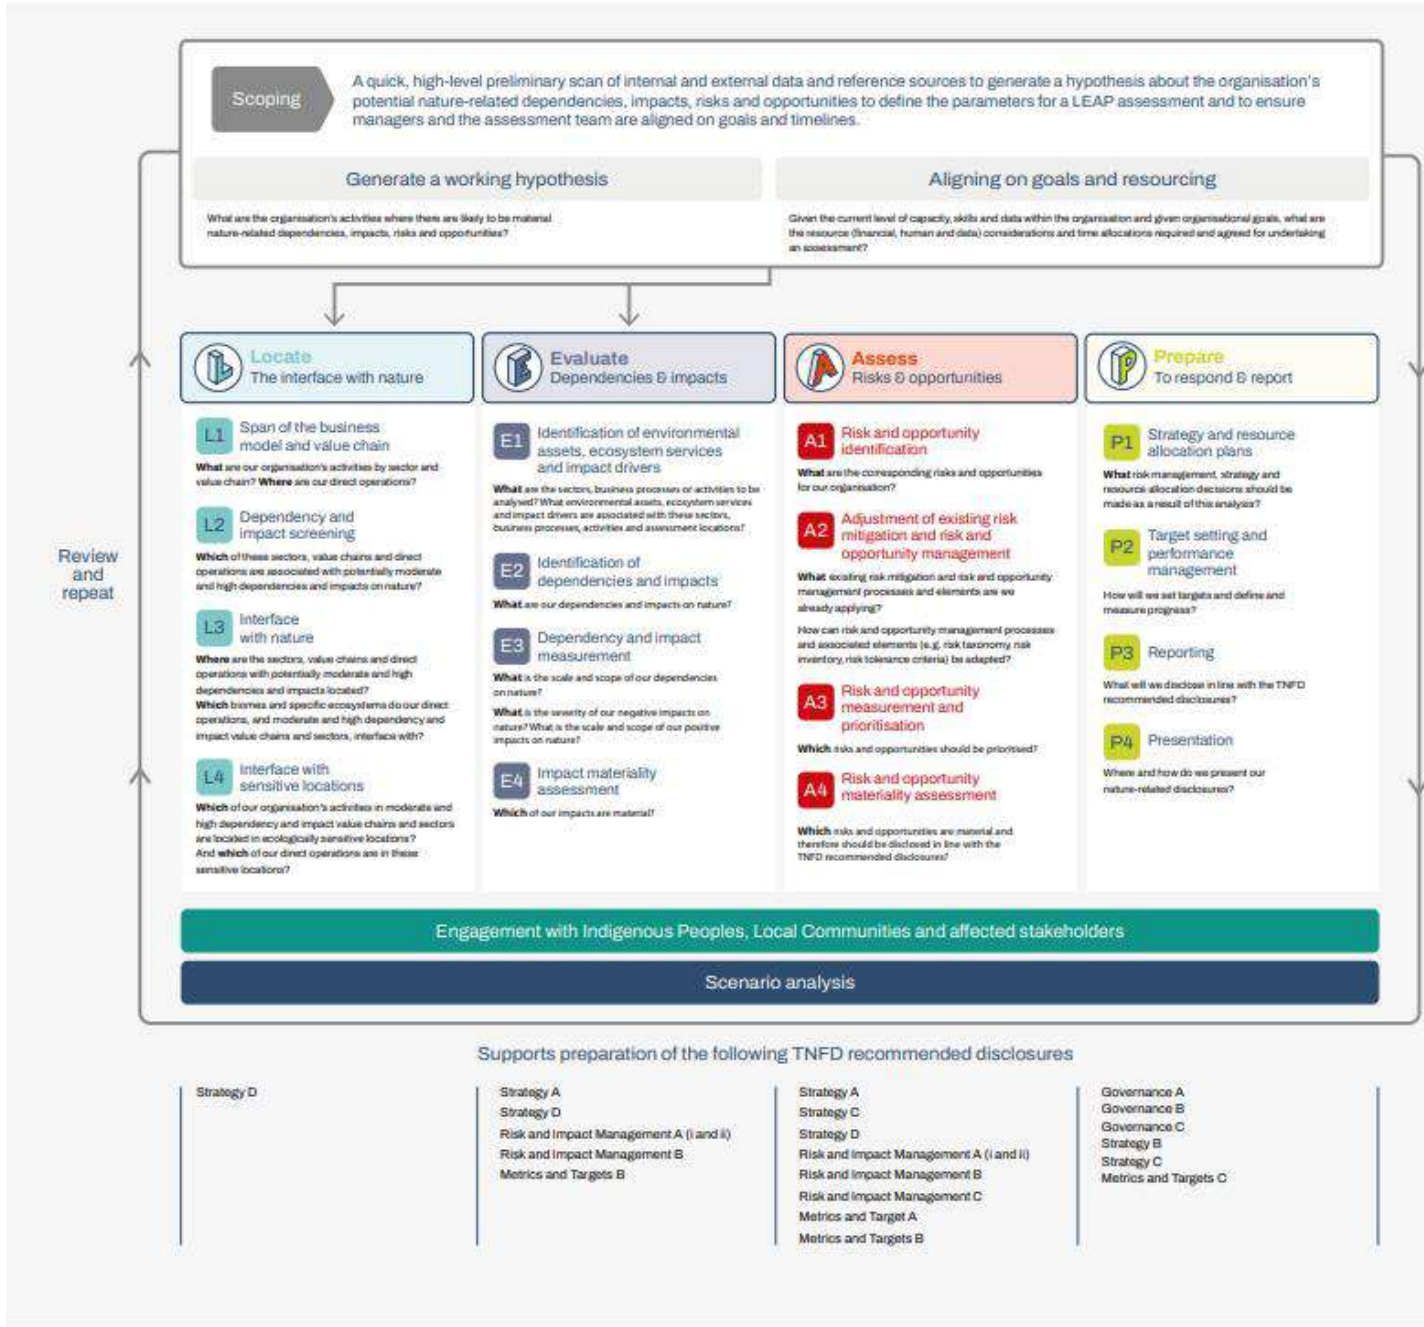 Scoping
A quick, high-level preliminary scan of internal and external data and reference sources to generate a hypothesis about the organisation's
potential nature-related dependencies, impacts, risks and opportunities to define the parameters for a LEAP assessment and to ensure
managers and the assessment team are aligned on goals and timelines.
Generate a working hypothesis
What are the organisation's activities where there are likely to be material
nature-related dependencies, impacts, risks and opportunities?
Aligning on goals and resourcing
Given the current level of capacity, skills and data within the organisation and given organisational goals, what are
the resource (financial, human and data) considerations and time allocations required and agreed for undertaking
an assessment?
Review
and
repeat
Locate
The interface with nature
L1
Span of the business
model and value chain
What are our organisation's activities by sector and
value chain? Where are our direct operations?
L2
Dependency and
impact screening
Which of these sectors, value chains and direct
operations are associated with potentially moderate
and high dependencies and impacts on nature?
L3
Interface
with nature
Where are the sectors, value chains and direct
operations with potentially moderate and high
dependencies and impacts located?
Which biomes and specific ecosystems do our direct
operations, and moderate and high dependency and
impact value chains and sectors, interface with?
L4
Interface with
sensitive locations
Which of our organisation's activities in moderate and
high dependency and impact value chains and sectors
are located in ecologically sensitive locations?
And which of our direct operations are in these
sensitive locations?
Evaluate
Dependencies & impacts
E1
Identification of environmental
assets, ecosystem services
and impact drivers
What are the sectors, business processes or activities to be
analysed? What environmental assets, ecosystem services
and impact drivers are associated with these sectors,
business processes, activities and assessment locations?
E2
Identification of
dependencies and impacts
What are our dependencies and impacts on nature?
E3
Dependency and impact
measurement
What is the scale and scope of our dependencies
on nature?
What is the severity of our negative impacts on
nature? What is the scale and scope of our positive
impacts on nature?
E4
Impact materiality
assessment
Which of our impacts are material?
Assess
Risks & opportunities
A1
Risk and opportunity
identification
What are the corresponding risks and opportunities
for our organisation?
A2
Adjustment of existing risk
mitigation and risk and
opportunity management
What existing risk mitigation and risk and opportunity
management processes and elements are we
already applying?
How can risk and opportunity management processes
and associated elements (e.g. risk taxonomy, risk
inventory, risk tolerance criteria) be adapted?
A3
Risk and opportunity
measurement and
prioritisation
Which risks and opportunities should be prioritised?
A4
Risk and opportunity
materiality assessment
Which risks and opportunities are material and
therefore should be disclosed in line with the
TNFD recommended disclosures?
Prepare
To respond & report
P1
Strategy and resource
allocation plans
What risk management, strategy and
resource allocation decisions should be
made as a result of this analysis?
P2
Target setting and
performance
management
How will we set targets and define and
measure progress?
P3
Reporting
What will we disclose in line with the TNFD
recommended disclosures?
P4
Presentation
Where and how do we present our
nature-related disclosures?
Engagement with Indigenous Peoples, Local Communities and affected stakeholders
Scenario analysis
Supports preparation of the following TNFD recommended disclosures
Strategy D
Strategy A
Strategy D
Risk and Impact Management A (i and ii)
Risk and Impact Management B
Metrics and Targets B
Strategy A
Strategy C
Strategy D
Risk and Impact Management A (i and ii)
Risk and Impact Management B
Risk and Impact Management C
Metrics and Target A
Metrics and Targets B
Governance A
Governance B
Governance C
Strategy B
Strategy C
Metrics and Targets C